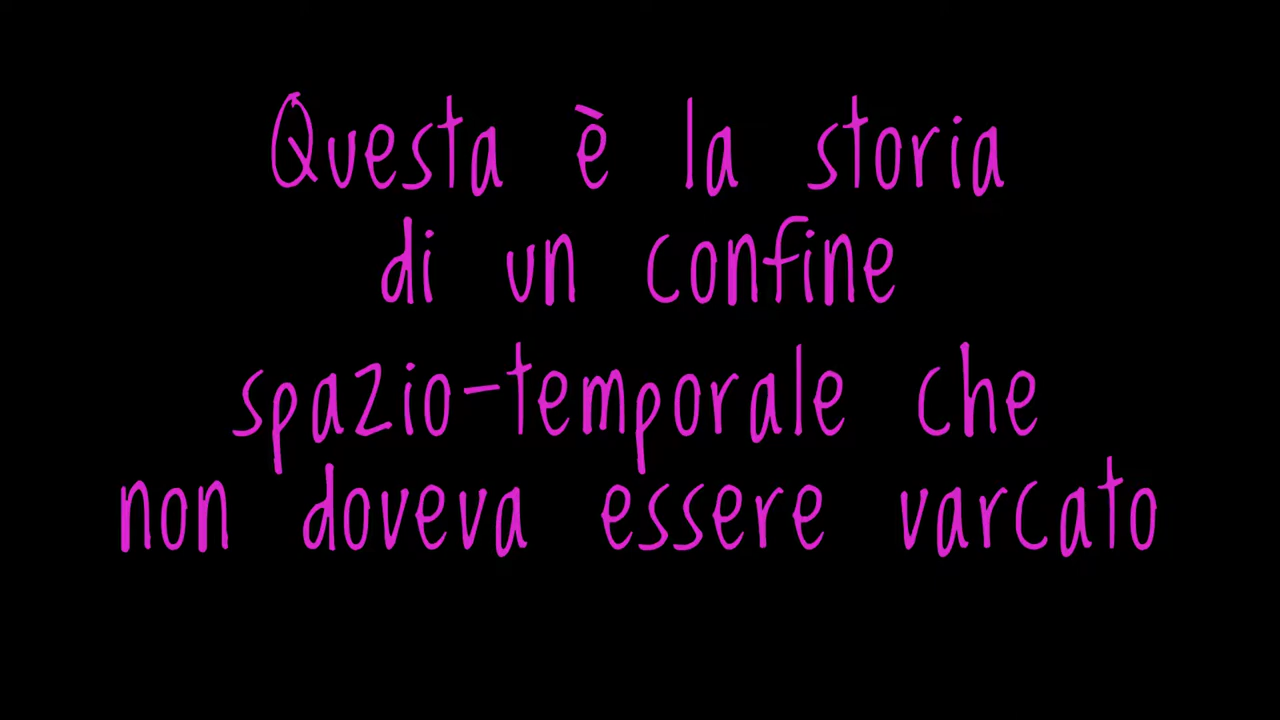 Questa è la storia
di un confine
spazio-temporale che
non doveva essere varcato